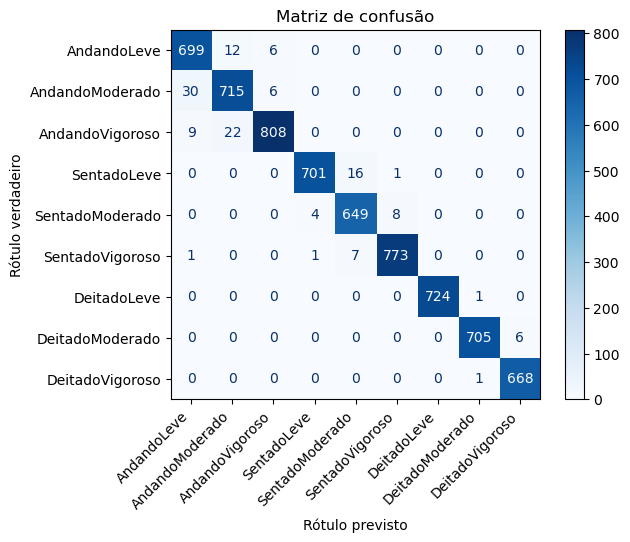 Matriz de confusão
Rótulo verdadeiro
AndandoLeve 699 12 6 0 0 0 0 0 0
AndandoModerado 30 715 6 0 0 0 0 0 0
AndandoVigoroso 9 22 808 0 0 0 0 0 0
SentadoLeve 0 0 0 701 16 1 0 0 0
SentadoModerado 0 0 0 4 649 8 0 0 0
SentadoVigoroso 1 0 0 1 7 773 0 0 0
DeitadoLeve 0 0 0 0 0 0 724 1 0
DeitadoModerado 0 0 0 0 0 0 0 705 6
DeitadoVigoroso 0 0 0 0 0 0 0 1 668
AndandoLeve
AndandoModerado
AndandoVigoroso
SentadoLeve
SentadoModerado
SentadoVigoroso
DeitadoLeve
DeitadoModerado
DeitadoVigoroso
Rótulo previsto
800
700
600
500
400
300
200
100
0